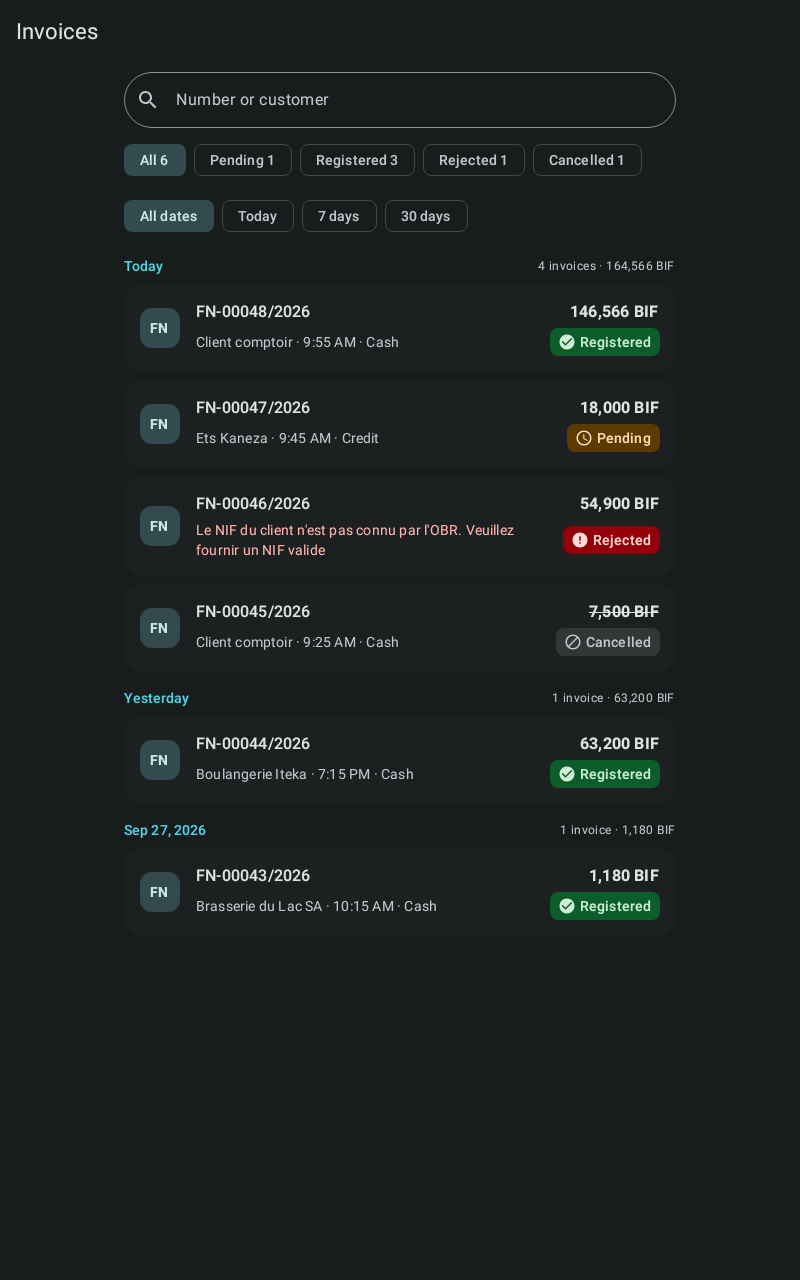 Invoices
Number or customer
All 6 Pending 1 Registered 3 Rejected 1 Cancelled 1
All dates Today 7 days 30 days
Today 4 invoices · 164,566 BIF
FN-00048/2026 146,566 BIF
FN Client comptoir · 9:55 AM · Cash Registered
FN-00047/2026 18,000 BIF
FN Ets Kaneza · 9:45 AM · Credit Pending
FN-00046/2026 54,900 BIF
FN Le NIF du client n'est pas connu par l'OBR. Veuillez
fournir un NIF valide Rejected
FN-00045/2026 7,500 BIF
FN Client comptoir · 9:25 AM · Cash Cancelled
Yesterday 1 invoice · 63,200 BIF
FN-00044/2026 63,200 BIF
FN Boulangerie Iteka · 7:15 PM · Cash Registered
Sep 27, 2026 1 invoice · 1,180 BIF
FN-00043/2026 1,180 BIF
FN Brasserie du Lac SA · 10:15 AM · Cash Registered